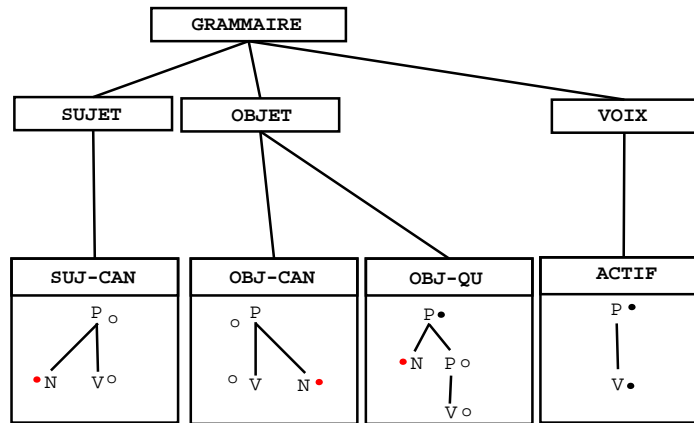 GRAMMAIRE
SUJET OBJET VOIX
SUJ-CAN OBJ-CAN OBJ-QU ACTIF
P P P P
N V V N N P V
V